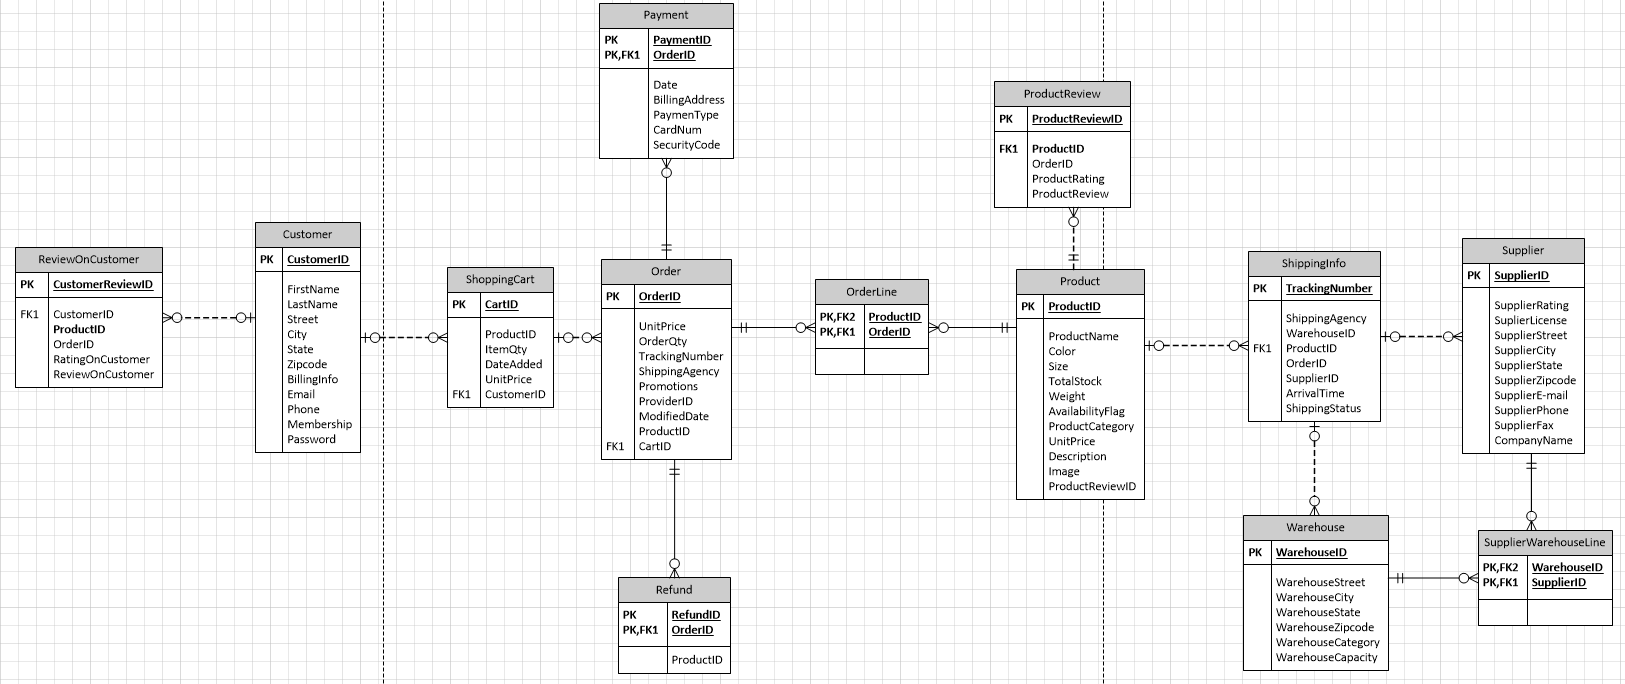 Payment
PK PaymentID
PK,FK1 OrderID
Date
BillingAddress
PaymenType
CardNum
SecurityCode
ProductReview
PK ProductReviewID
FK1 ProductID
OrderID
ProductRating
ProductReview
ReviewOnCustomer
PK CustomerReviewID
FK1 CustomerID
ProductID
OrderID
RatingOnCustomer
ReviewOnCustomer
Customer
PK CustomerID
FirstName
LastName
Street
City
State
Zipcode
BillingInfo
Email
Phone
Membership
Password
ShoppingCart
PK CartID
ProductID
ItemQty
DateAdded
UnitPrice
FK1 CustomerID
Order
PK OrderID
UnitPrice
OrderQty
TrackingNumber
ShippingAgency
Promotions
ProviderID
ModifiedDate
ProductID
FK1 CartID
OrderLine
PK,FK2 ProductID
PK,FK1 OrderID
Product
PK ProductID
ProductName
Color
Size
TotalStock
Weight
AvailabilityFlag
ProductCategory
UnitPrice
Description
Image
ProductReviewID
ShippingInfo
PK TrackingNumber
ShippingAgency
WarehouseID
FK1 ProductID
OrderID
SupplierID
ArrivalTime
ShippingStatus
Supplier
PK SupplierID
SupplierRating
SuplierLicense
SupplierStreet
SupplierCity
SupplierState
SupplierZipcode
SupplierE-mail
SupplierPhone
SupplierFax
CompanyName
Refund
PK RefundID
PK,FK1 OrderID
ProductID
Warehouse
PK WarehouseID
WarehouseStreet
WarehouseCity
WarehouseState
WarehouseZipcode
WarehouseCategory
WarehouseCapacity
SupplierWarehouseLine
PK,FK2 WarehouseID
PK,FK1 SupplierID